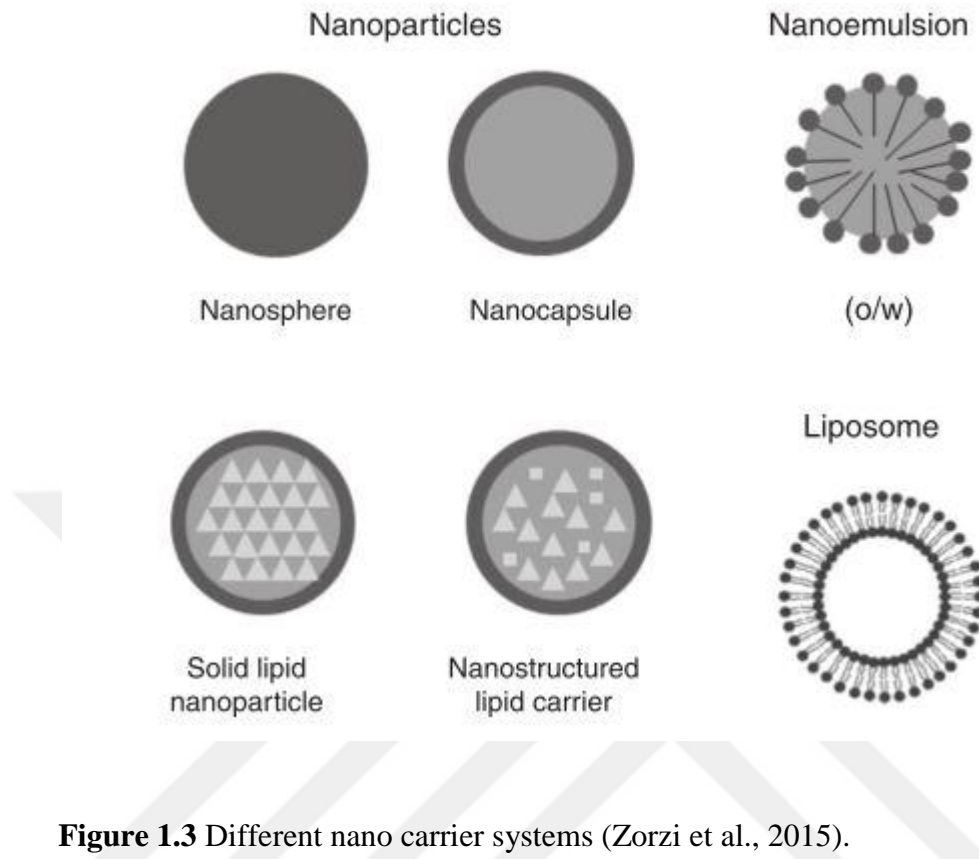 Nanoparticles
Nanoemulsion
Nanosphere
Nanocapsule
(o/w)
Liposome
Solid lipid
nanoparticle
Nanostructured
lipid carrier
Figure 1.3 Different nano carrier systems (Zorzi et al., 2015).